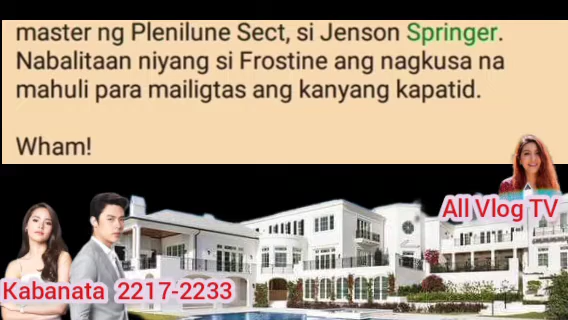 master ng Plenilune Sect, si Jenson Springer.
Nabalitaan niyang si Frostine ang nagkusa na
mahuli para mailigtas ang kanyang kapatid.
Wham!
All Vlog TV
Kabanata 2217-2233